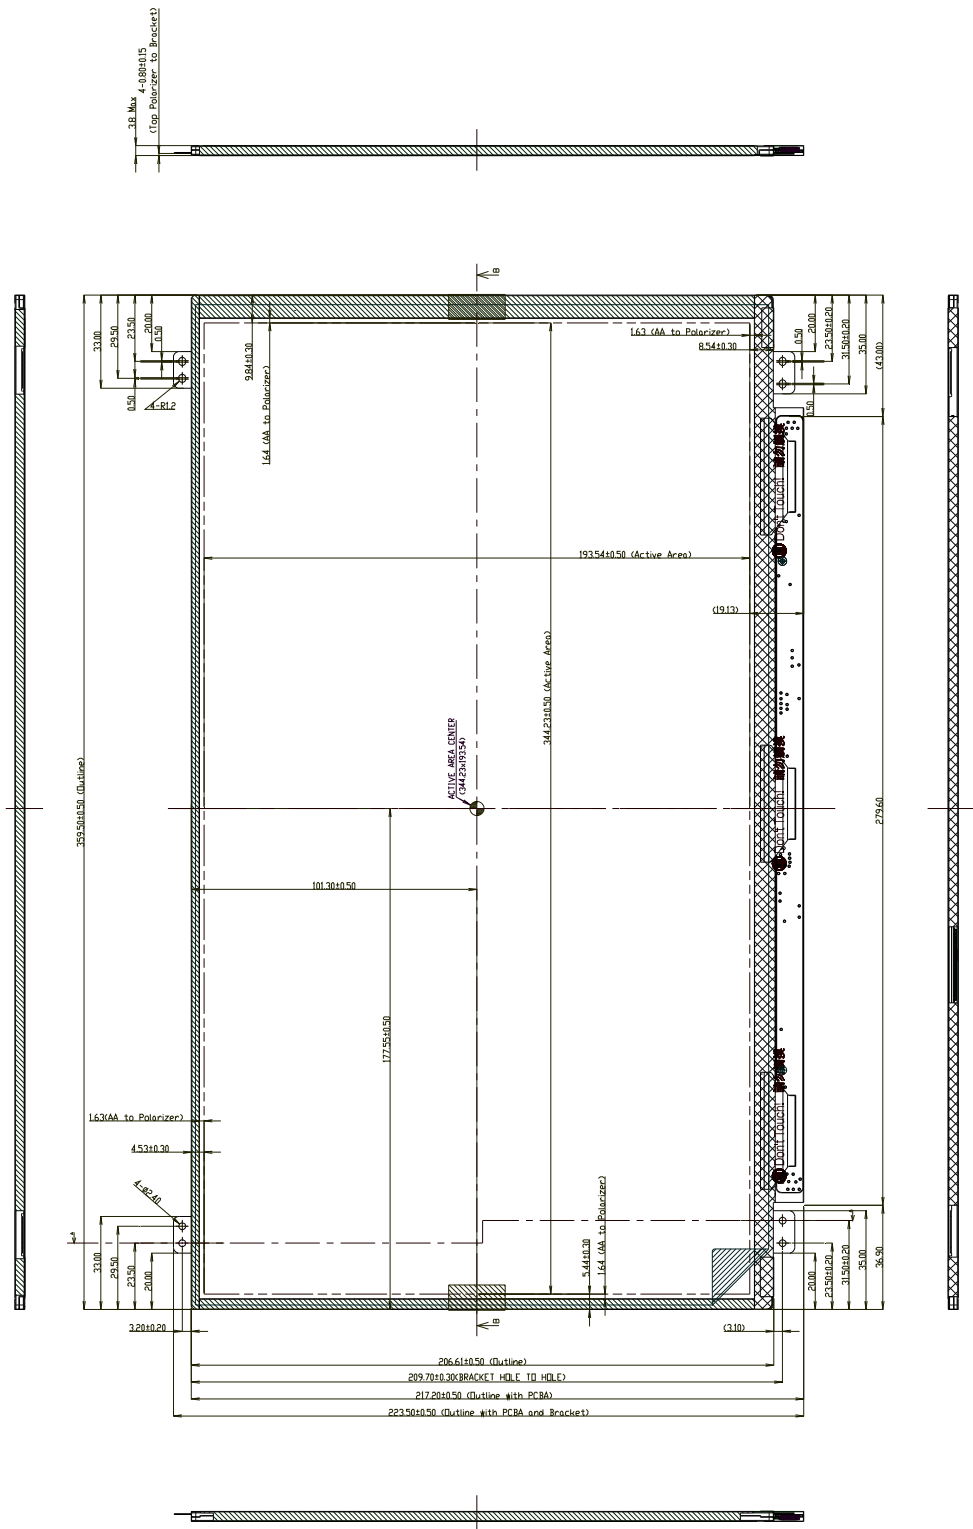 3.8 Max
4-0.80±0.15
(Top Polarizer to Bracket)
B
33.00
29.50
23.50
20.00
0.50
0.50
4-R1.2
9.84±0.30
1.64 (AA to Polarizer)
1.63 (AA to Polarizer)
8.54±0.30
0.50
20.00
23.50±0.20
31.50±0.20
35.00
(43.00)
0.50
Don't Touch!
193.54±0.50 (Active Area)
(19.13)
344.23±0.50 (Active Area)
359.50±0.50 (Outline)
ACTIVE AREA CENTER
(344.23x193.54)
Don't Touch!
279.60
101.30±0.50
177.55±0.50
Don't Touch!
1.63(AA to Polarizer)
4.53±0.30
4-ø2.40
A
33.00
29.50
23.50
20.00
3.20±0.20
5.44±0.30
1.64 (AA to Polarizer)
A
20.00
23.50±0.20
31.50±0.20
35.00
36.90
B
(3.10)
206.61±0.50 (Outline)
209.70±0.30(BRACKET HOLE TO HOLE)
217.20±0.50 (Outline with PCBA)
223.50±0.50 (Outline with PCBA and Bracket)